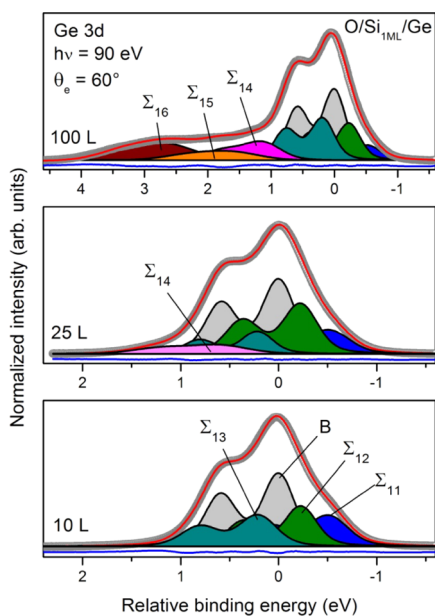 Ge 3d
O/Si1ML/Ge
hν = 90 eV
θe = 60°
Σ16
Σ15
Σ14
100 L
4 3 2 1 0 -1
Σ14
25 L
2 1 0 -1
Σ13
B
Σ12
Σ11
10 L
2 1 0 -1
Relative binding energy (eV)
Normalized intensity (arb. units)